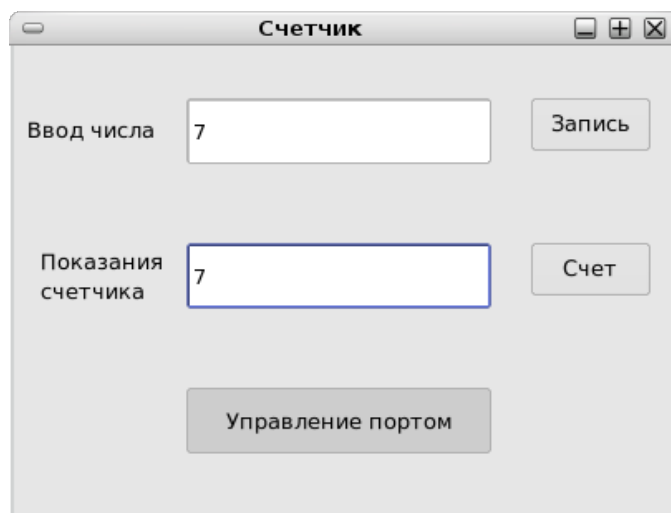 Счетчик
Ввод числа
7
Запись
Показания
счетчика
7
Счет
Управление портом